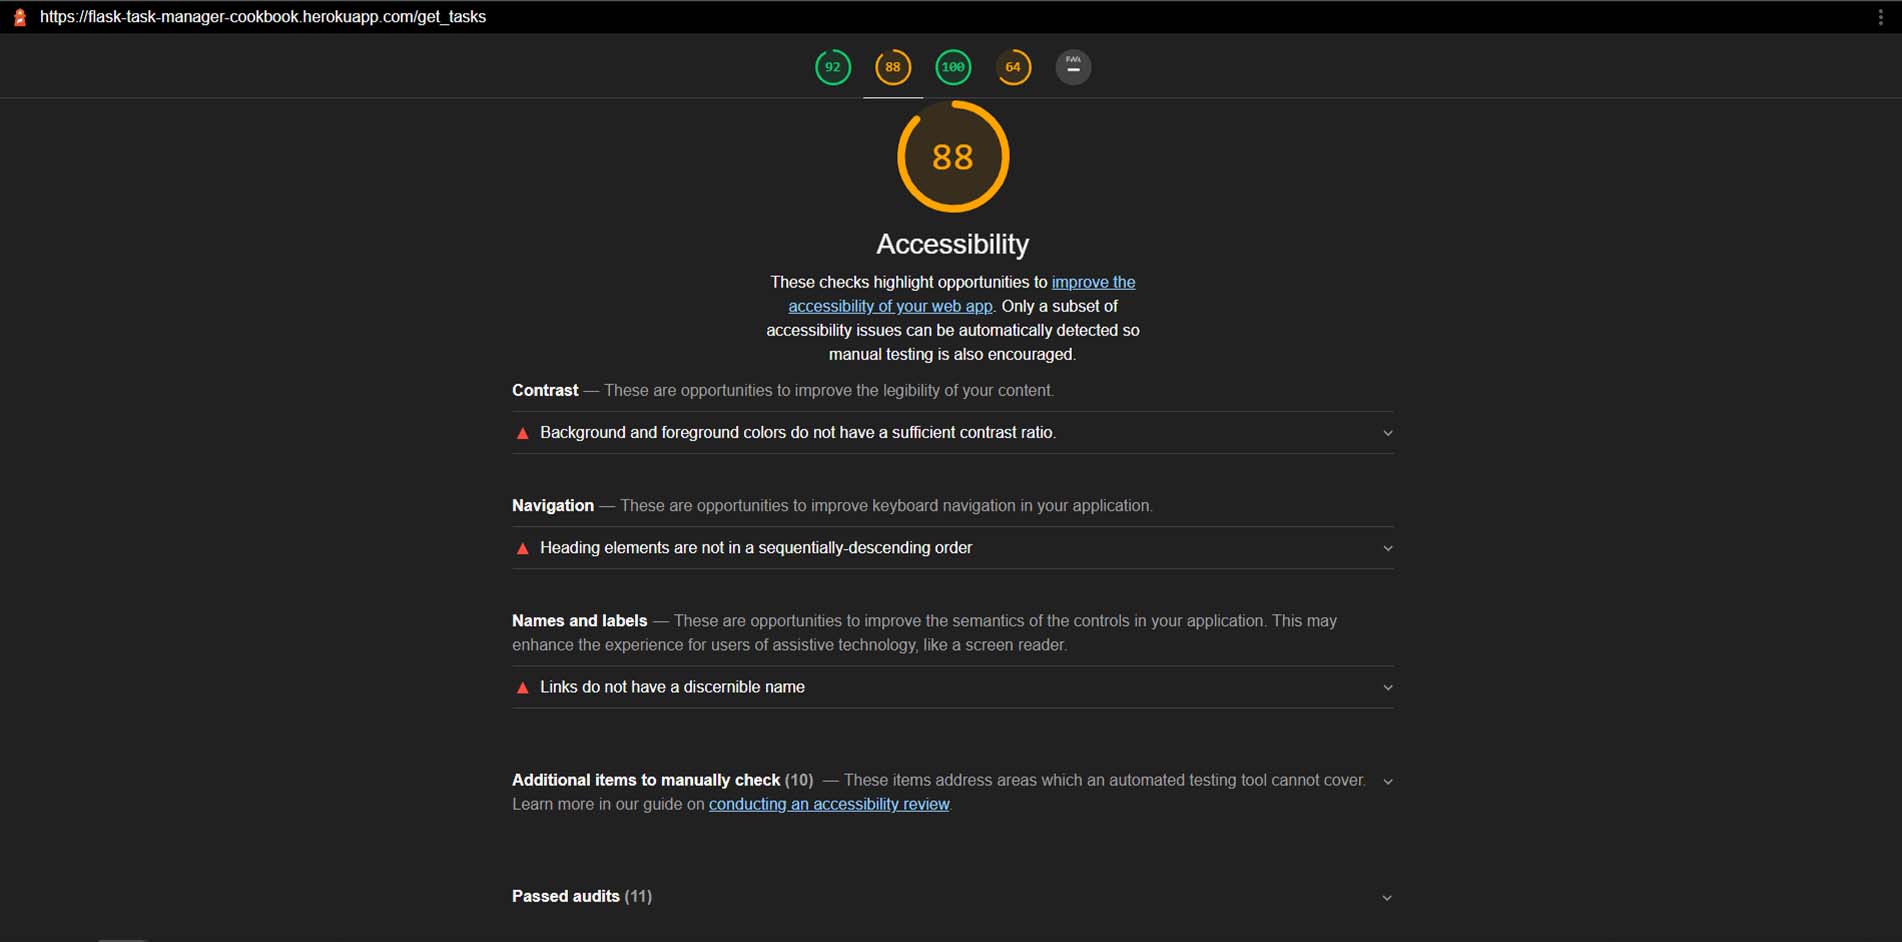 https://flask-task-manager-cookbook.herokuapp.com/get_tasks
92
88
100
64
PWA
88
Accessibility
These checks highlight opportunities to improve the
accessibility of your web app. Only a subset of
accessibility issues can be automatically detected so
manual testing is also encouraged.
Contrast — These are opportunities to improve the legibility of your content.
Background and foreground colors do not have a sufficient contrast ratio.
Navigation — These are opportunities to improve keyboard navigation in your application.
Heading elements are not in a sequentially-descending order
Names and labels — These are opportunities to improve the semantics of the controls in your application. This may
enhance the experience for users of assistive technology, like a screen reader.
Links do not have a discernible name
Additional items to manually check (10) — These items address areas which an automated testing tool cannot cover.
Learn more in our guide on conducting an accessibility review.
Passed audits (11)